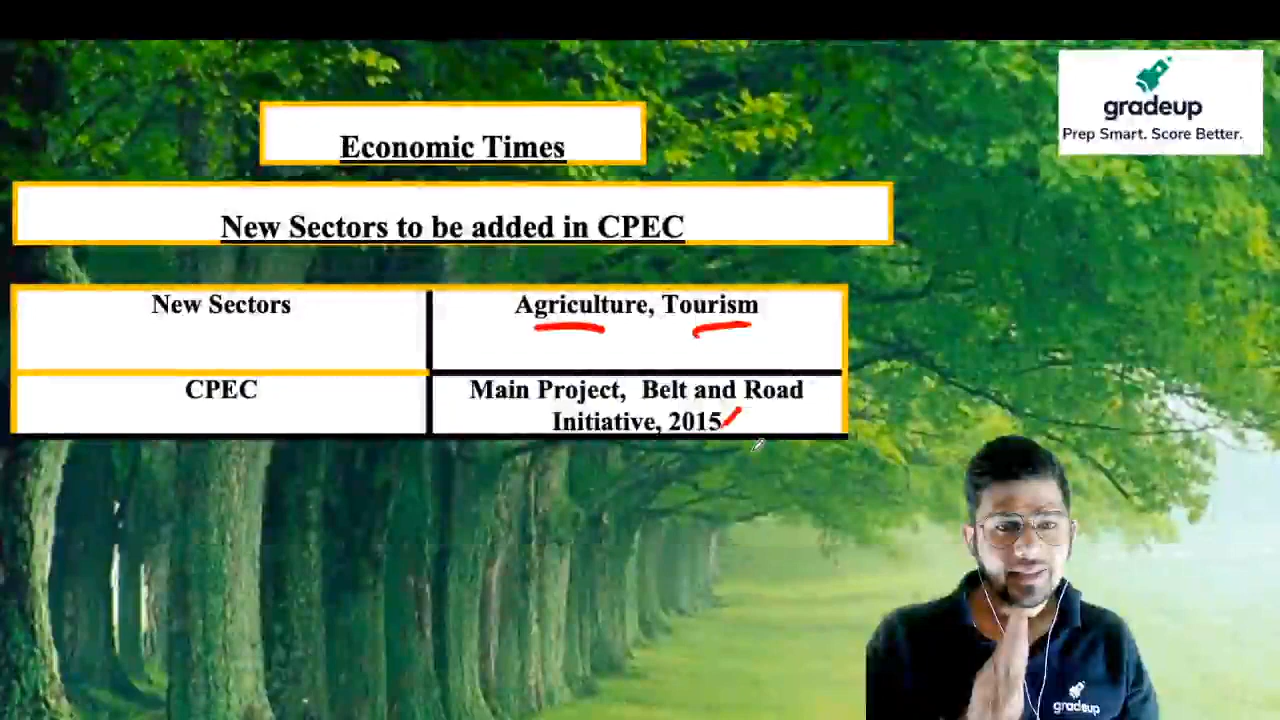 gradeup
Prep Smart. Score Better.
Economic Times
New Sectors to be added in CPEC
New Sectors
Agriculture, Tourism
CPEC
Main Project, Belt and Road
Initiative, 2015
gradeup